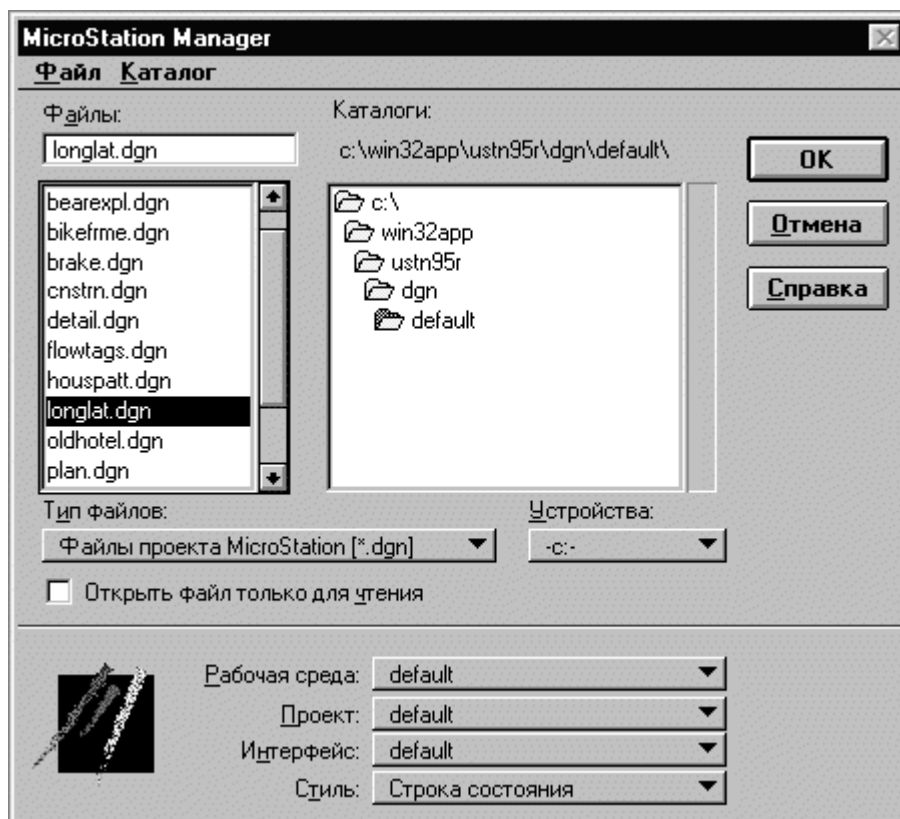 MicroStation Manager
Файл Каталог
Файлы:
longlat.dgn
bearexpl.dgn
bikefrme.dgn
brake.dgn
cnstrn.dgn
detail.dgn
flowtags.dgn
houspatt.dgn
longlat.dgn
oldhotel.dgn
plan.dgn
Каталоги:
c:\win32app\ustn95r\dgn\default\
c:\
win32app
ustn95r
dgn
default
OK
Отмена
Справка
Тип файлов:
Файлы проекта MicroStation [*.dgn]
Устройства:
-c:-
Открыть файл только для чтения
Рабочая среда: default
Проект: default
Интерфейс: default
Стиль: Строка состояния